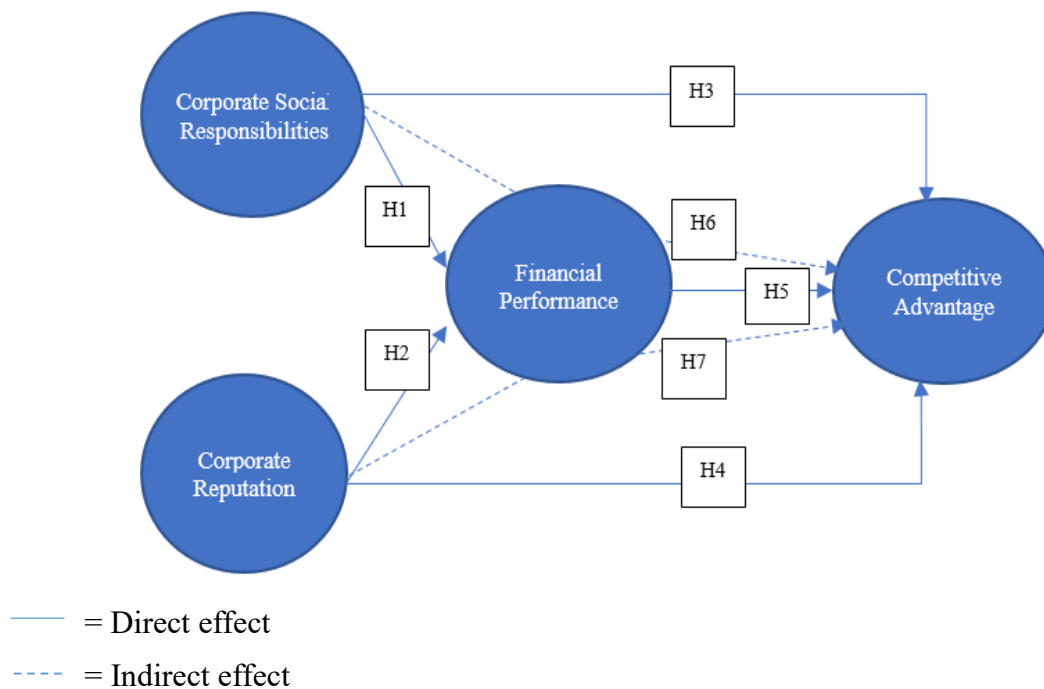 Corporate Social
Responsibilities
H3
H1
H6
Financial
Performance
H5
Competitive
Advantage
H2
H7
Corporate
Reputation
H4
= Direct effect
= Indirect effect